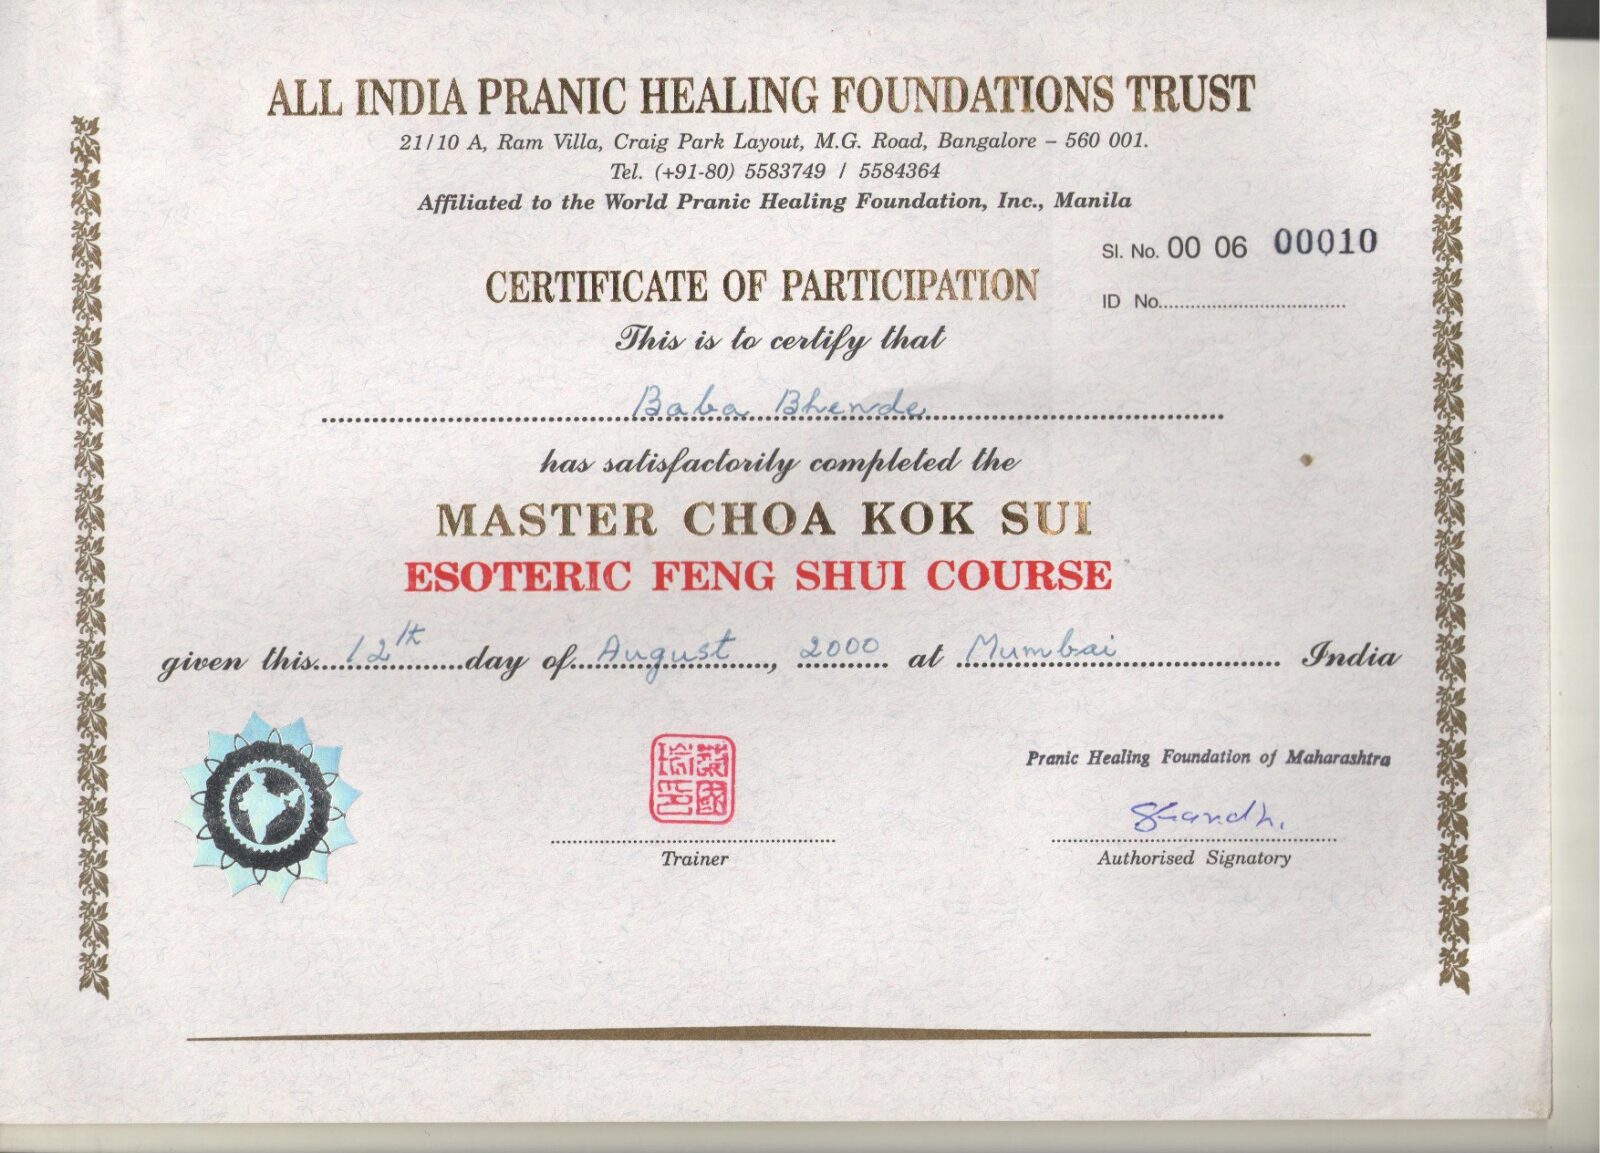 ALL INDIA PRANIC HEALING FOUNDATIONS TRUST
21/10 A, Ram Villa, Craig Park Layout, M.G. Road, Bangalore – 560 001.
Tel. (+91-80) 5583749 / 5584364
Affiliated to the World Pranic Healing Foundation, Inc., Manila
Sl. No. 00 06 00010
CERTIFICATE OF PARTICIPATION
ID No..................................
This is to certify that
Baba Bhende
has satisfactorily completed the
MASTER CHOA KOK SUI
ESOTERIC FENG SHUI COURSE
given this 12th day of August, 2000 at Mumbai India
Pranic Healing Foundation of Maharashtra
Trainer
Authorised Signatory